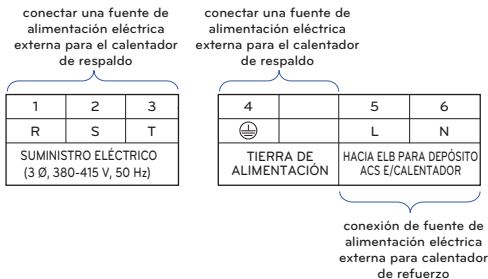 conectar una fuente de
alimentación eléctrica
externa para el calentador
de respaldo
conectar una fuente de
alimentación eléctrica
externa para el calentador
de respaldo
1 2 3
R S T
SUMINISTRO ELÉCTRICO
(3 Ø, 380-415 V, 50 Hz)
4 5 6
L N
TIERRA DE
ALIMENTACIÓN
HACIA ELB PARA DEPÓSITO
ACS E/CALENTADOR
conexión de fuente de
alimentación eléctrica
externa para calentador
de refuerzo